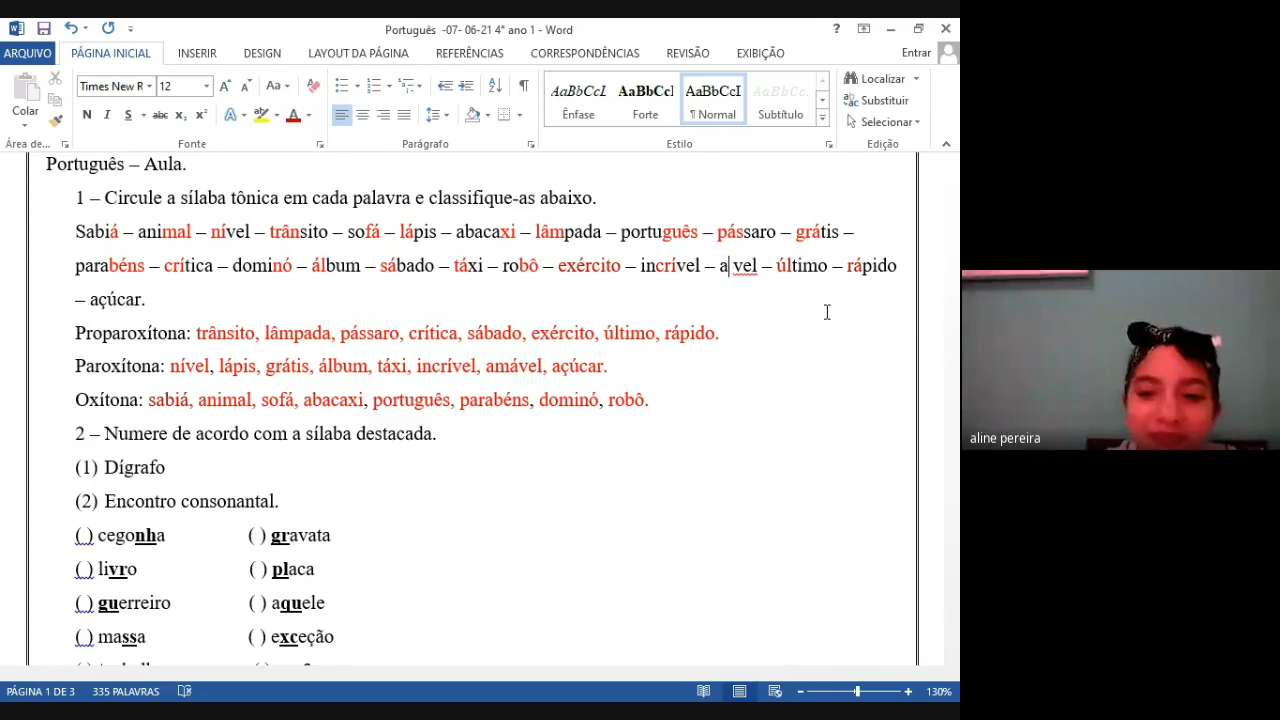 Português -07- 06-21 4° ano 1 - Word
ARQUIVO PÁGINA INICIAL INSERIR DESIGN LAYOUT DA PÁGINA REFERÊNCIAS CORRESPONDÊNCIAS REVISÃO EXIBIÇÃO Entrar
Colar
Times New R 12
N I S abc x₂ x² A A
AaBbCcI AaBbCcI AaBbCcI AaBbCc.
Ênfase Forte ¶ Normal Subtítulo
Localizar
Substituir
Selecionar
Área de... Fonte Parágrafo Estilo Edição
Português – Aula.
1 – Circule a sílaba tônica em cada palavra e classifique-as abaixo.
Sabiá – animal – nível – trânsito – sofá – lápis – abacaxi – lâmpada – português – pássaro – grátis –
parabéns – crítica – dominó – álbum – sábado – táxi – robô – exército – incrível – a vel – último – rápido
– açúcar.
Proparoxítona: trânsito, lâmpada, pássaro, crítica, sábado, exército, último, rápido.
Paroxítona: nível, lápis, grátis, álbum, táxi, incrível, amável, açúcar.
Oxítona: sabiá, animal, sofá, abacaxi, português, parabéns, dominó, robô.
2 – Numere de acordo com a sílaba destacada.
(1) Dígrafo
(2) Encontro consonantal.
( ) cegonha ( ) gravata
( ) livro ( ) placa
( ) guerreiro ( ) aquele
( ) massa ( ) exceção
PÁGINA 1 DE 3 335 PALAVRAS 130%
aline pereira